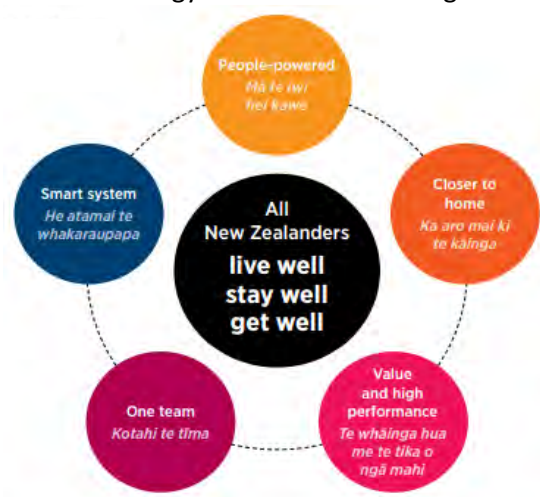 People-powered
Mā te iwi
hei kawe
Closer to
home
Ka aro mai ki
te kāinga
Value
and high
performance
Te whāinga hua
me te tika o
ngā mahi
One team
Kotahi te tīma
Smart system
He atamai te
whakaraupapa
All
New Zealanders
live well
stay well
get well